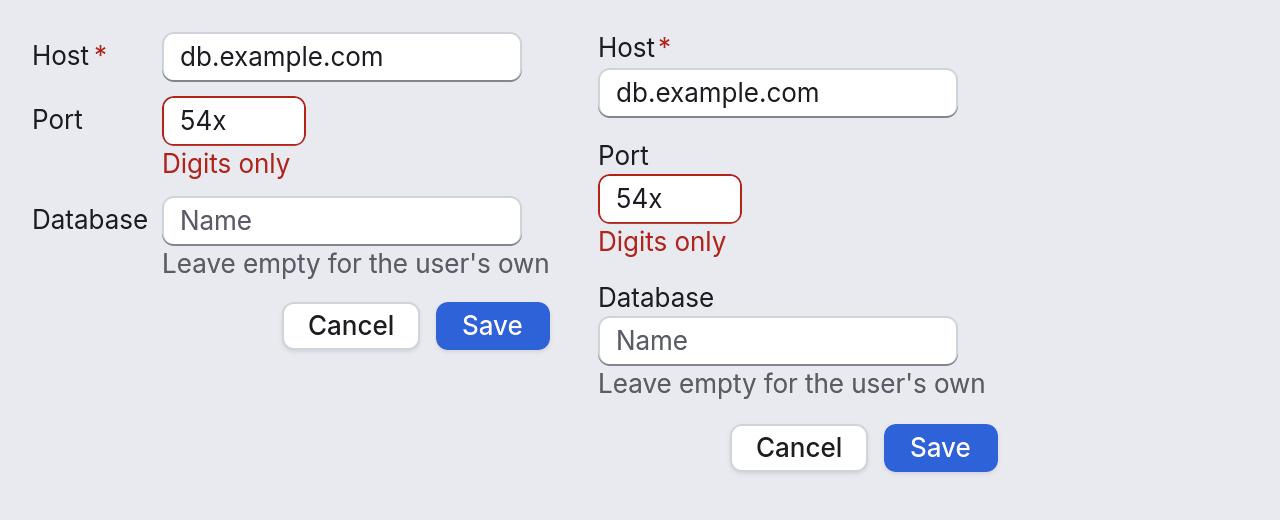 Host *
db.example.com
Port
54x
Digits only
Database
Name
Leave empty for the user's own
Cancel
Save
Host *
db.example.com
Port
54x
Digits only
Database
Name
Leave empty for the user's own
Cancel
Save